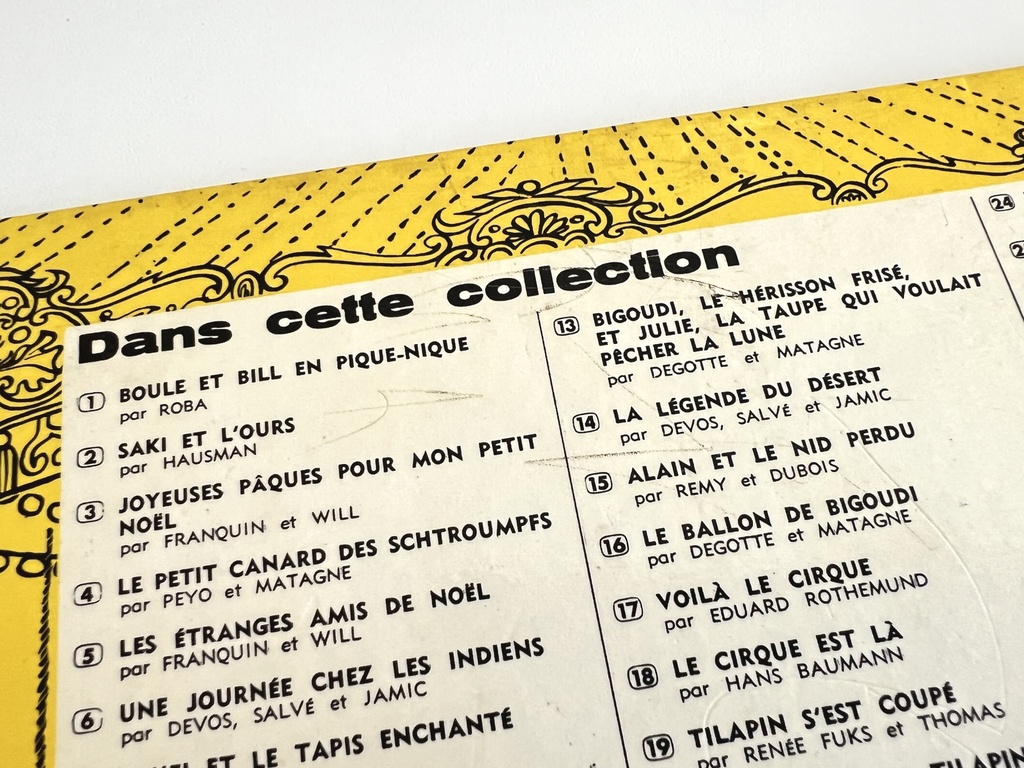 Dans cette collection
1 BOULE ET BILL EN PIQUE-NIQUE
par ROBA
2 SAKI ET L'OURS
par HAUSMAN
3 JOYEUSES PÂQUES POUR MON PETIT
NOËL
par FRANQUIN et WILL
4 LE PETIT CANARD DES SCHTROUMPFS
par PEYO et MATAGNE
5 LES ÉTRANGES AMIS DE NOËL
par FRANQUIN et WILL
6 UNE JOURNÉE CHEZ LES INDIENS
par DEVOS, SALVÉ et JAMIC
ET LE TAPIS ENCHANTÉ
13 BIGOUDI, LE HÉRISSON FRISÉ,
ET JULIE, LA TAUPE QUI VOULAIT
PÊCHER LA LUNE
par DEGOTTE et MATAGNE
14 LA LÉGENDE DU DÉSERT
par DEVOS, SALVÉ et JAMIC
15 ALAIN ET LE NID PERDU
par REMY et DUBOIS
16 LE BALLON DE BIGOUDI
par DEGOTTE et MATAGNE
17 VOILÀ LE CIRQUE
par EDUARD ROTHEMUND
18 LE CIRQUE EST LÀ
par HANS BAUMANN
19 TILAPIN S'EST COUPÉ
par RENÉE FUKS et THOMAS
TILAPIN
24